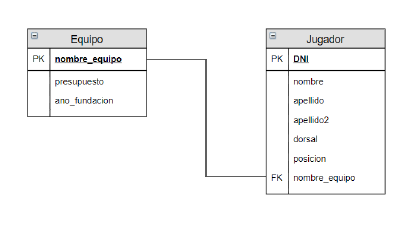 Equipo
PK nombre_equipo
presupuesto
ano_fundacion
Jugador
PK DNI
nombre
apellido
apellido2
dorsal
posicion
FK nombre_equipo